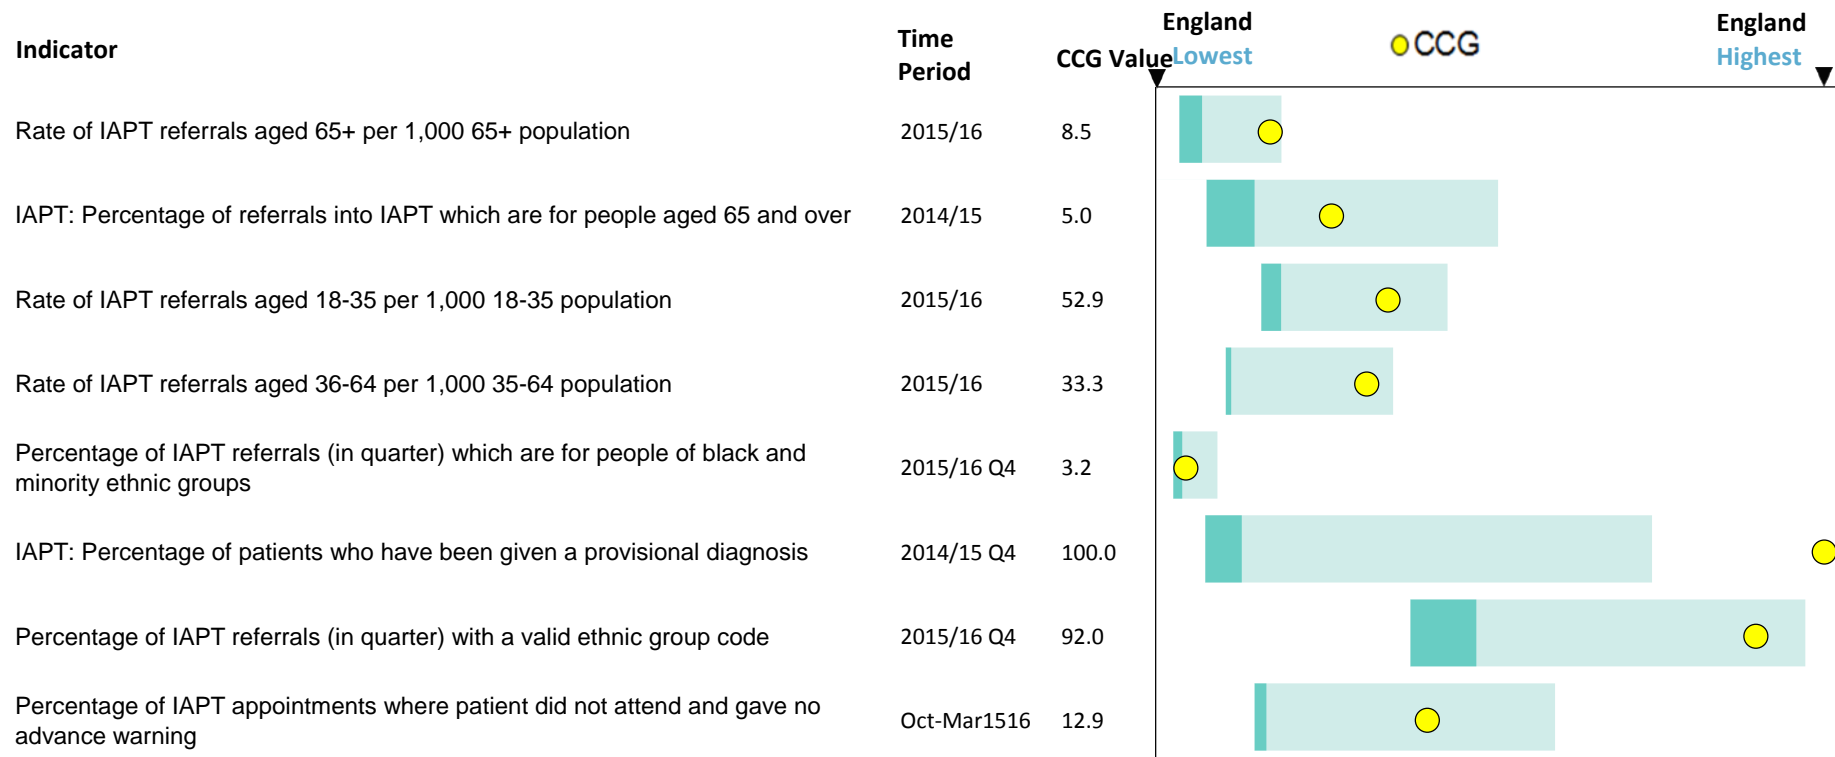 Indicator
Time
Period
CCG Value
England
Lowest
CCG
England
Highest
Rate of IAPT referrals aged 65+ per 1,000 65+ population 2015/16 8.5
IAPT: Percentage of referrals into IAPT which are for people aged 65 and over 2014/15 5.0
Rate of IAPT referrals aged 18-35 per 1,000 18-35 population 2015/16 52.9
Rate of IAPT referrals aged 36-64 per 1,000 35-64 population 2015/16 33.3
Percentage of IAPT referrals (in quarter) which are for people of black and
minority ethnic groups
2015/16 Q4 3.2
IAPT: Percentage of patients who have been given a provisional diagnosis 2014/15 Q4 100.0
Percentage of IAPT referrals (in quarter) with a valid ethnic group code 2015/16 Q4 92.0
Percentage of IAPT appointments where patient did not attend and gave no
advance warning
Oct-Mar1516 12.9